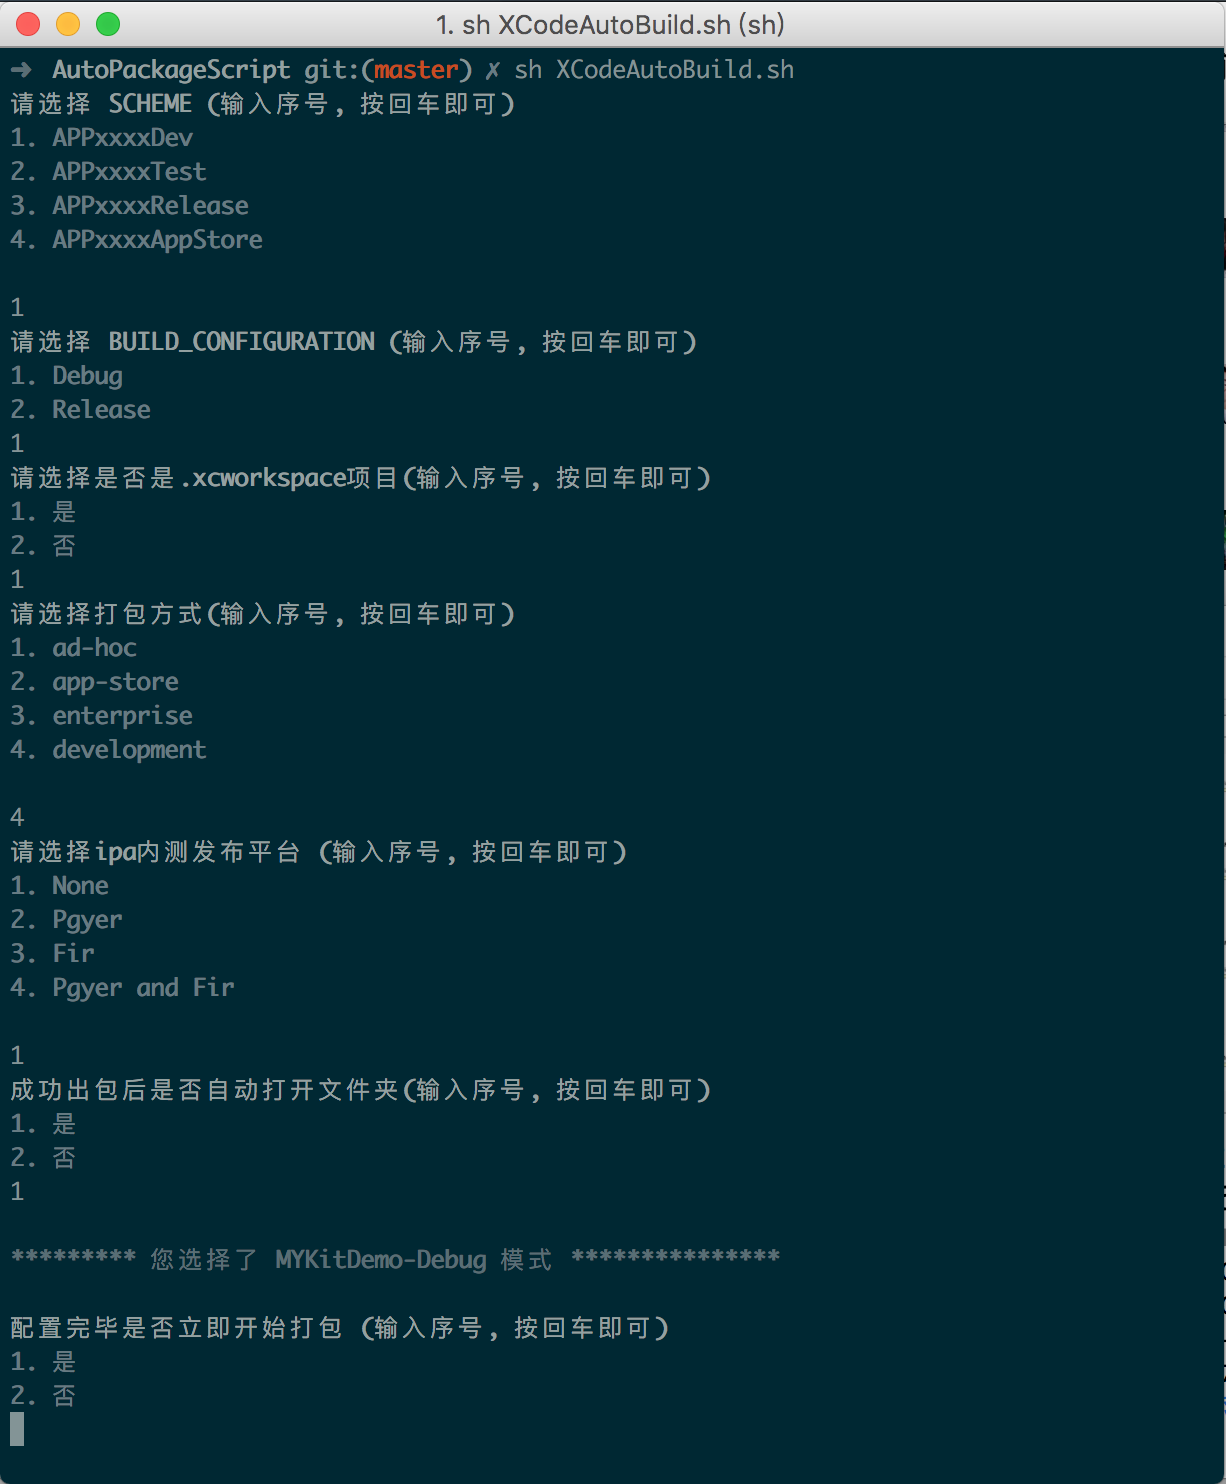 1. sh XCodeAutoBuild.sh (sh)
➜ AutoPackageScript git:(master) ✗ sh XCodeAutoBuild.sh
请选择 SCHEME (输入序号, 按回车即可)
1. APPxxxxDev
2. APPxxxxTest
3. APPxxxxRelease
4. APPxxxxAppStore
1
请选择 BUILD_CONFIGURATION (输入序号, 按回车即可)
1. Debug
2. Release
1
请选择是否是.xcworkspace项目(输入序号, 按回车即可)
1. 是
2. 否
1
请选择打包方式(输入序号, 按回车即可)
1. ad-hoc
2. app-store
3. enterprise
4. development
4
请选择ipa内测发布平台 (输入序号, 按回车即可)
1. None
2. Pgyer
3. Fir
4. Pgyer and Fir
1
成功出包后是否自动打开文件夹(输入序号, 按回车即可)
1. 是
2. 否
1
********* 您选择了 MYKitDemo-Debug 模式 ***************
配置完毕是否立即开始打包 (输入序号, 按回车即可)
1. 是
2. 否